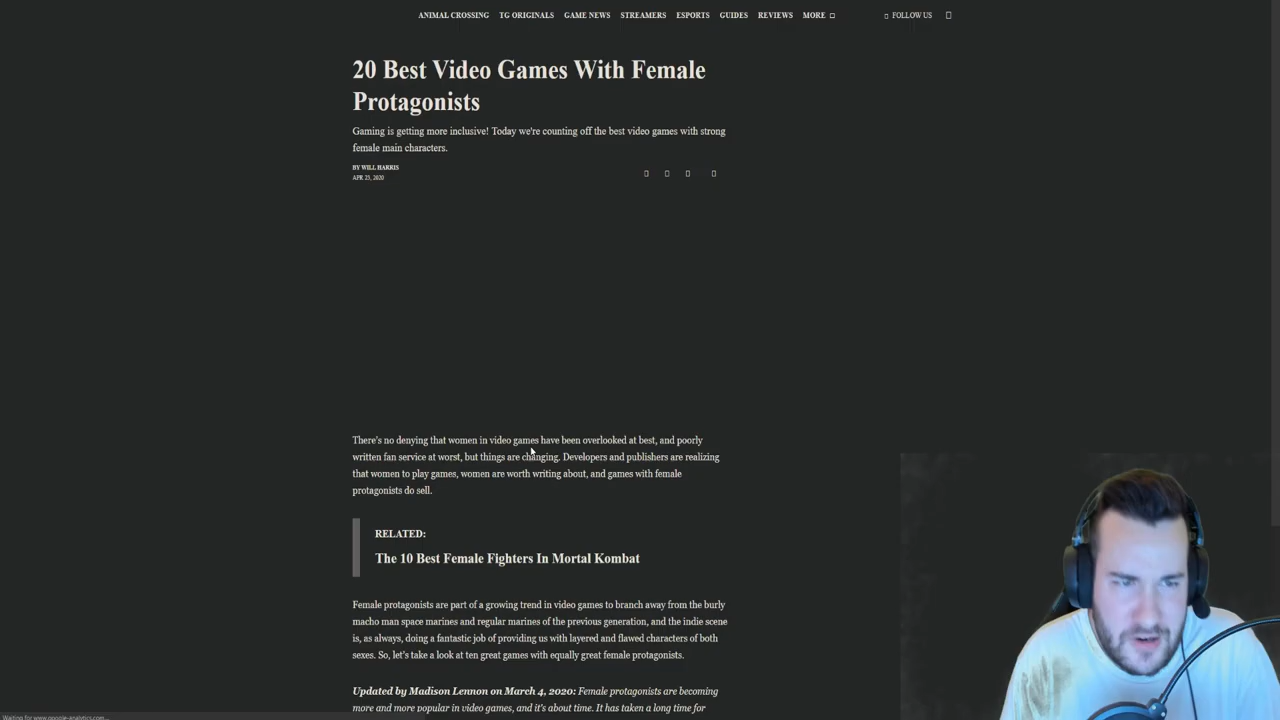 ANIMAL CROSSING TG ORIGINALS GAME NEWS STREAMERS ESPORTS GUIDES REVIEWS MORE FOLLOW US
20 Best Video Games With Female
Protagonists
Gaming is getting more inclusive! Today we're counting off the best video games with strong
female main characters.
BY WILL HARRIS
APR 23, 2020
There's no denying that women in video games have been overlooked at best, and poorly
written fan service at worst, but things are changing. Developers and publishers are realizing
that women to play games, women are worth writing about, and games with female
protagonists do sell.
RELATED:
The 10 Best Female Fighters In Mortal Kombat
Female protagonists are part of a growing trend in video games to branch away from the burly
macho man space marines and regular marines of the previous generation, and the indie scene
is, as always, doing a fantastic job of providing us with layered and flawed characters of both
sexes. So, let's take a look at ten great games with equally great female protagonists.
Updated by Madison Lennon on March 4, 2020: Female protagonists are becoming
more and more popular in video games, and it's about time. It has taken a long time for
Waiting for www.google-analytics.com...